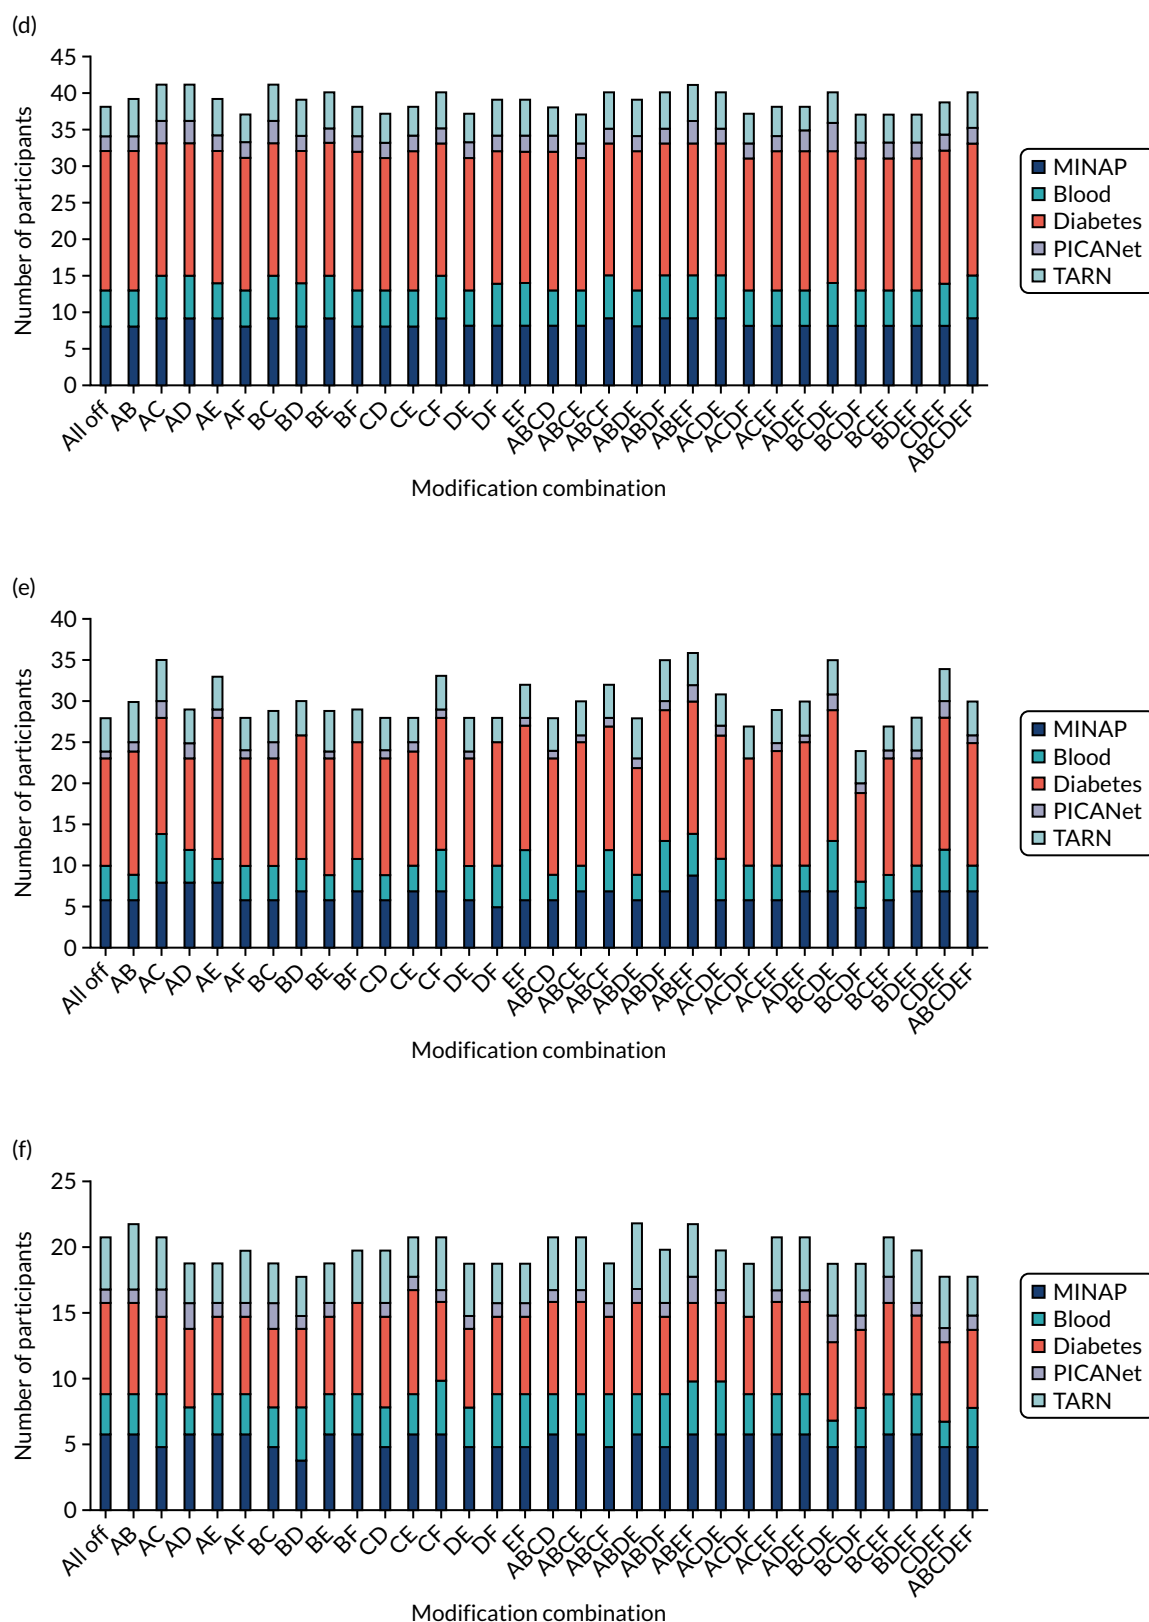 (d)
45
40
35
30
25
20
15
10
5
0
Number of participants
All off AB AC AD AE AF BC BD BE BF CD CE CF DE DF EF ABCD ABCE ABCF ABDE ABDF ABEF ACDE ACDF ACEF ADEF BCDE BCDF BCEF BDEF CDEF ABCDEF
Modification combination
MINAP
Blood
Diabetes
PICANet
TARN
(e)
40
35
30
25
20
15
10
5
0
Number of participants
All off AB AC AD AE AF BC BD BE BF CD CE CF DE DF EF ABCD ABCE ABCF ABDE ABDF ABEF ACDE ACDF ACEF ADEF BCDE BCDF BCEF BDEF CDEF ABCDEF
Modification combination
MINAP
Blood
Diabetes
PICANet
TARN
(f)
25
20
15
10
5
0
Number of participants
All off AB AC AD AE AF BC BD BE BF CD CE CF DE DF EF ABCD ABCE ABCF ABDE ABDF ABEF ACDE ACDF ACEF ADEF BCDE BCDF BCEF BDEF CDEF ABCDEF
Modification combination
MINAP
Blood
Diabetes
PICANet
TARN